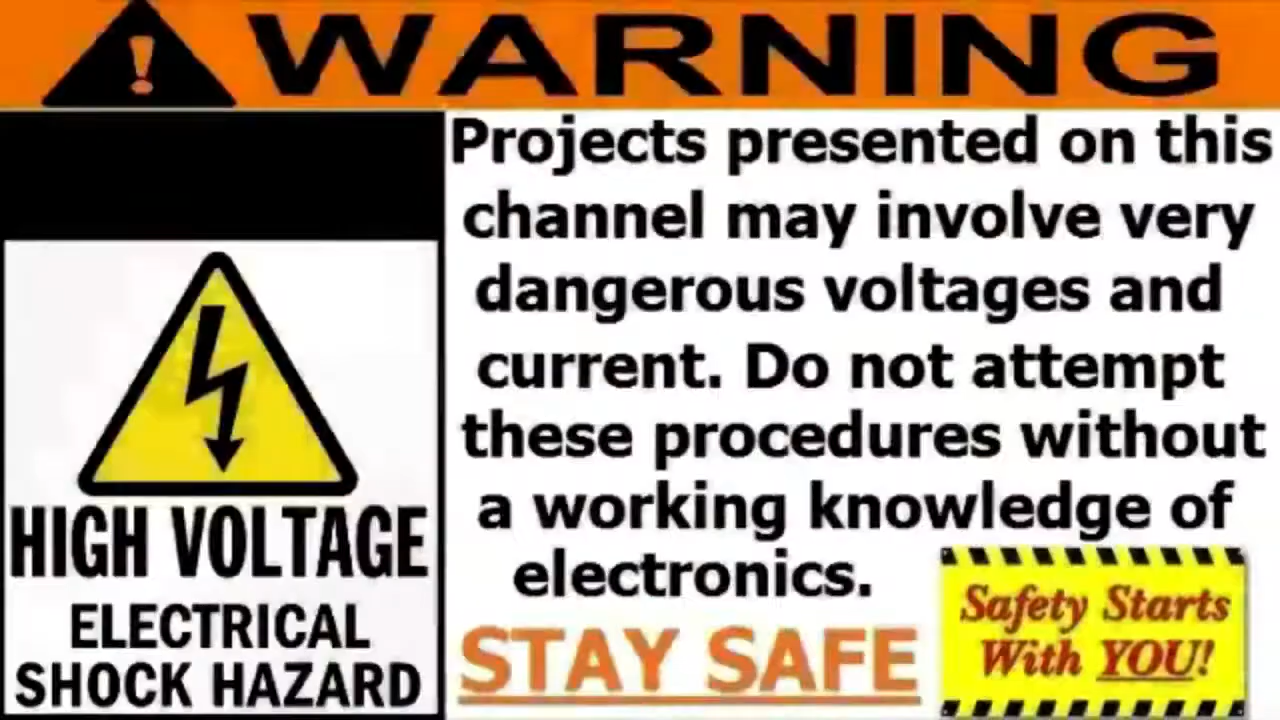 WARNING
Projects presented on this
channel may involve very
dangerous voltages and
current. Do not attempt
these procedures without
a working knowledge of
electronics.
STAY SAFE
HIGH VOLTAGE
ELECTRICAL
SHOCK HAZARD
Safety Starts
With YOU!